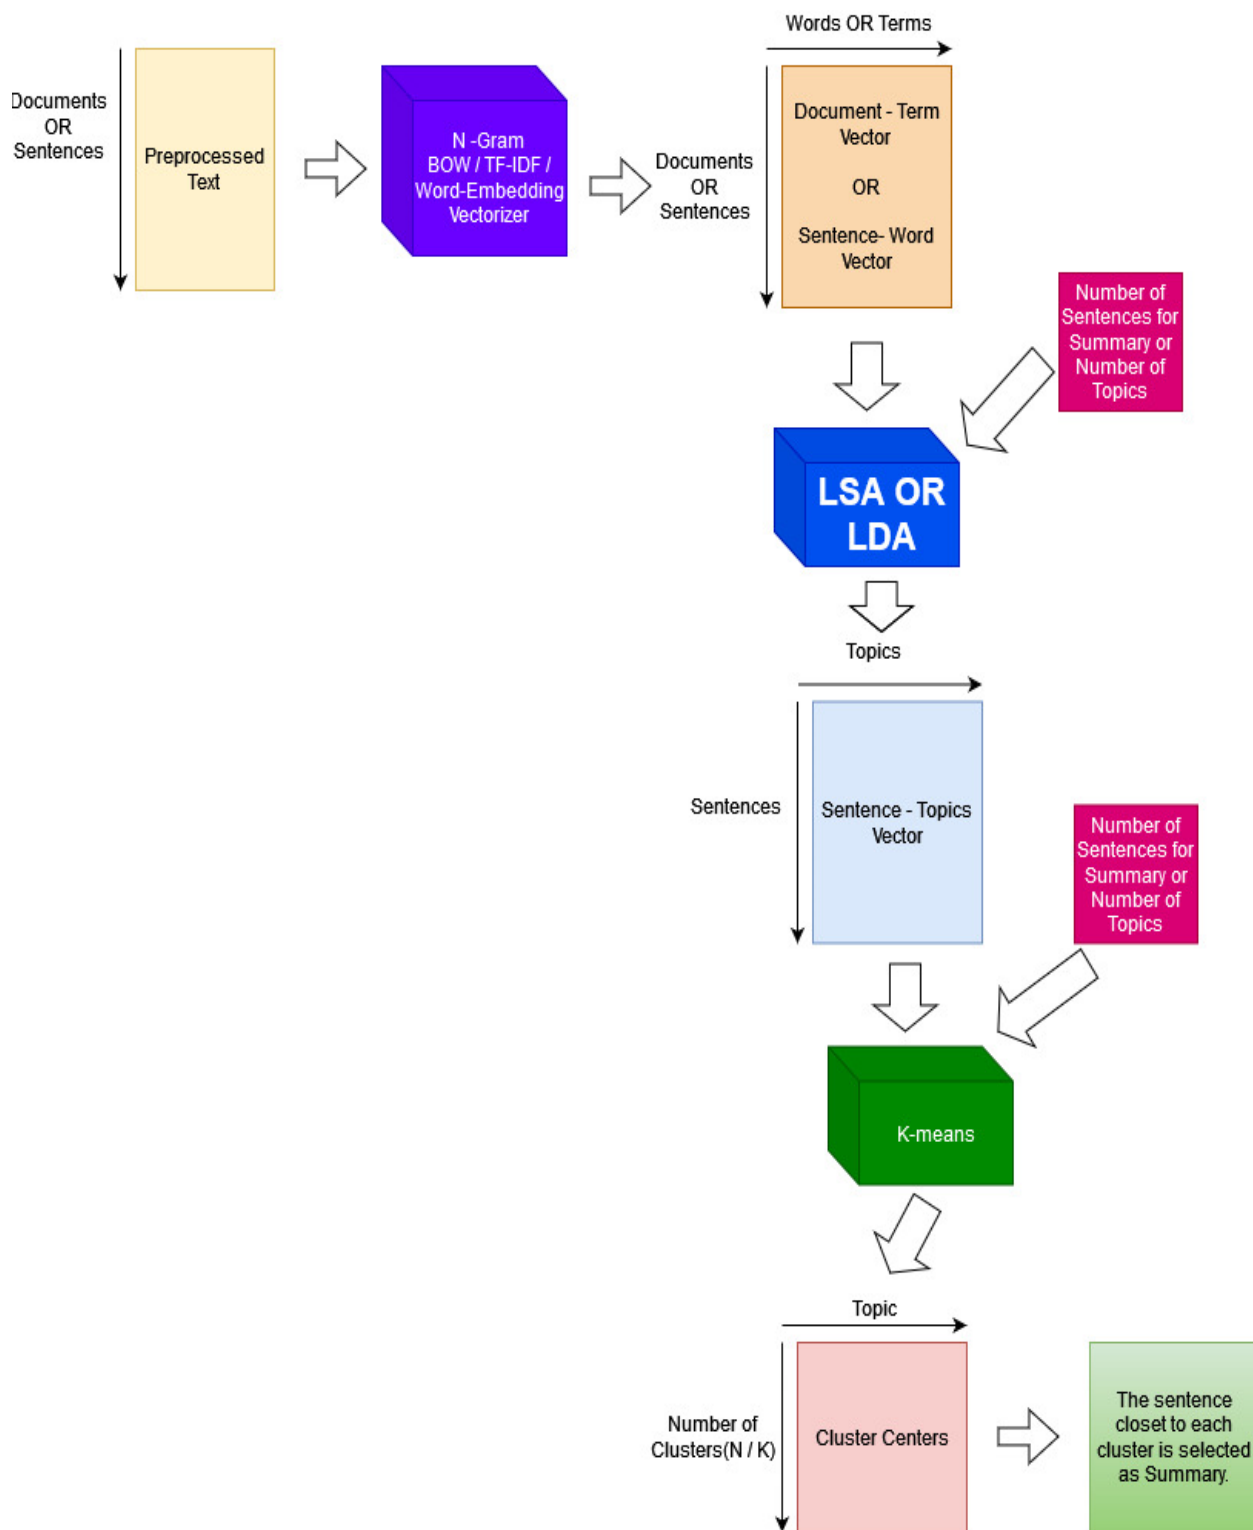 Words OR Terms
Documents
OR
Sentences
Preprocessed
Text
N -Gram
BOW / TF-IDF /
Word-Embedding
Vectorizer
Documents
OR
Sentences
Document - Term
Vector
OR
Sentence- Word
Vector
Number of
Sentences for
Summary or
Number of
Topics
LSA OR
LDA
Topics
Sentences
Sentence - Topics
Vector
Number of
Sentences for
Summary or
Number of
Topics
K-means
Topic
Number of
Clusters(N / K)
Cluster Centers
The sentence
closet to each
cluster is selected
as Summary.